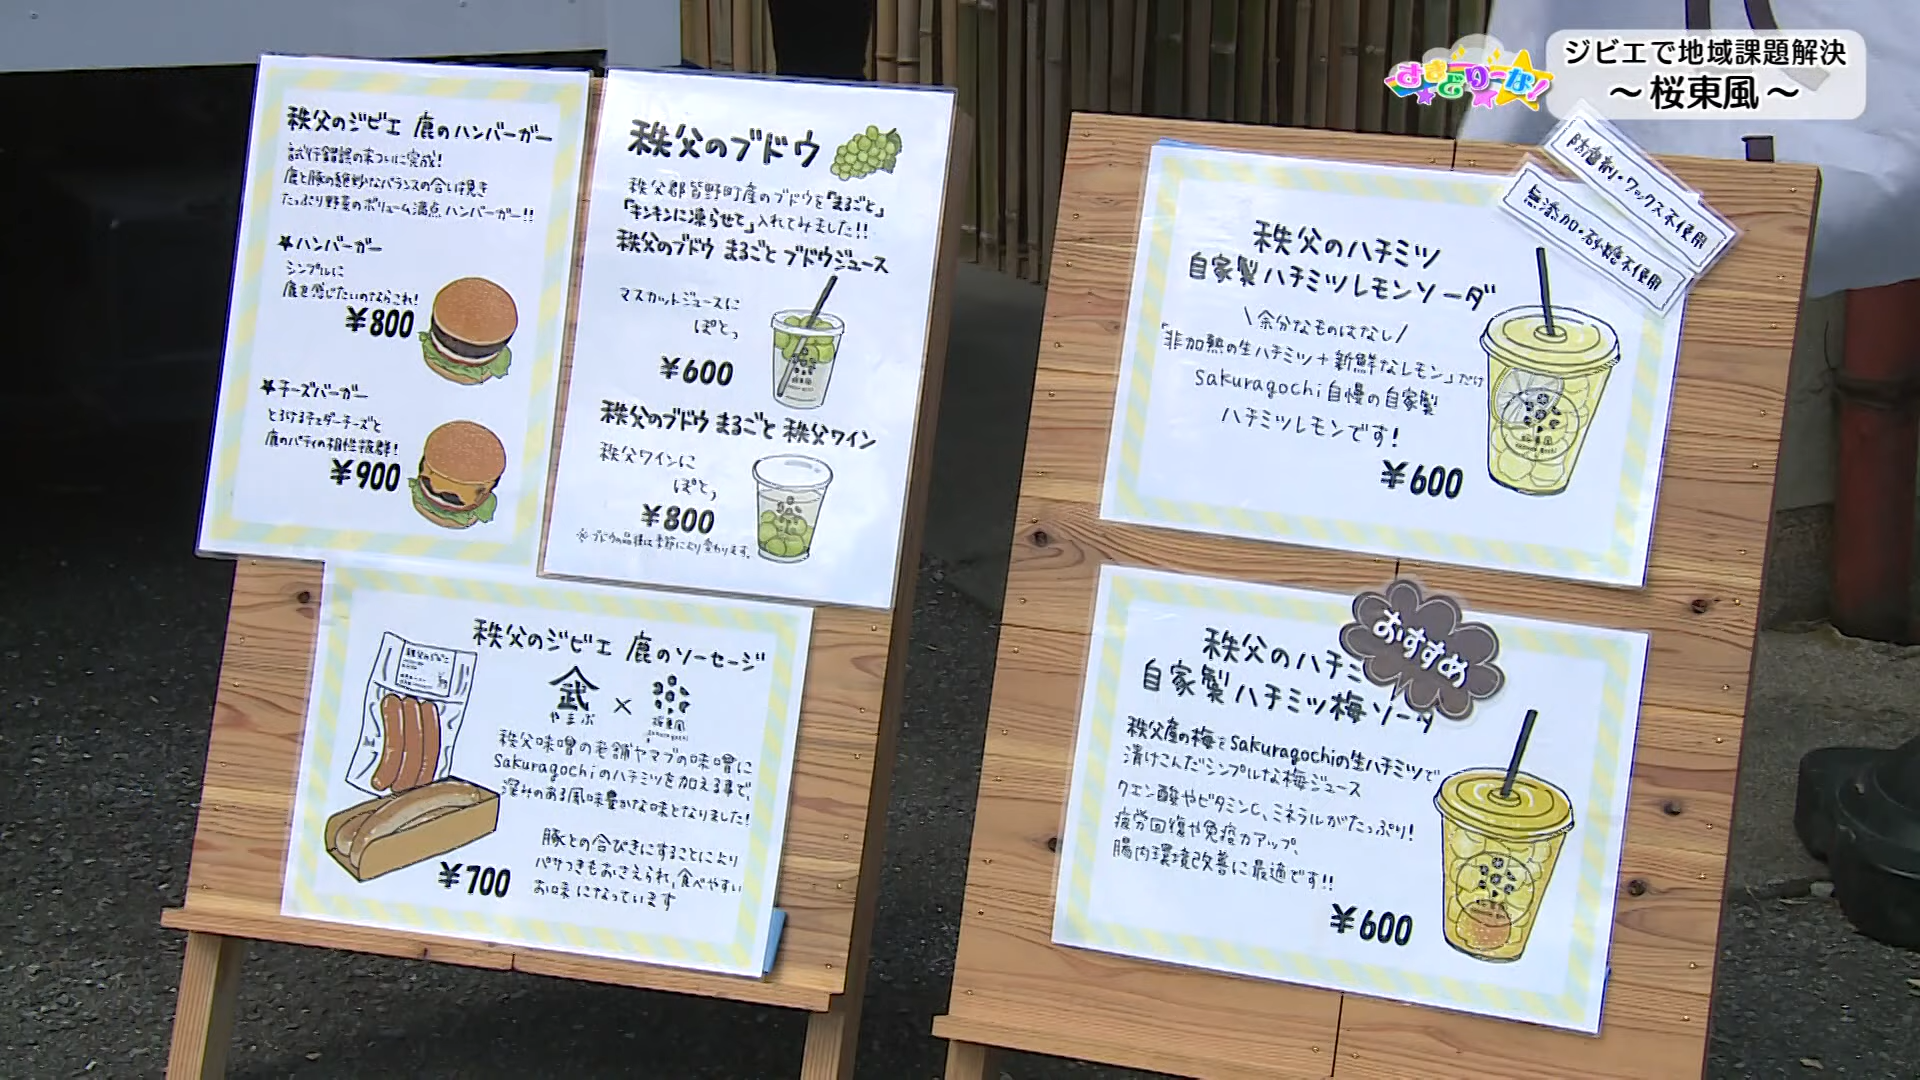 すまどりーな!
ジビエで地域課題解決
～桜東風～
秩父のジビエ 鹿のハンバーガー
試行錯誤の末ついに完成!
鹿と豚の絶妙なバランスの合い挽き
たっぷり野菜のボリューム満点ハンバーガー!!
★ハンバーガー
シンプルに
鹿を感じたいのならこれ!
¥800
★チーズバーガー
とろけるチェダーチーズと
鹿のパティの相性抜群!
¥900
秩父のブドウ
秩父郡皆野町産のブドウを「まるごと」
「キンキンに凍らせて」入れてみました!!
秩父のブドウ まるごと ブドウジュース
マスカットジュースに
ぽとっ
¥600
秩父のブドウ まるごと 秩父ワイン
秩父ワインに
ぽとっ
¥800
※ブドウの品種は季節により変わります。
秩父のジビエ 鹿のソーセージ
武 × 桜東風
やまぶ
秩父味噌の老舗ヤマブの味噌に
sakuragochiのハチミツを加える事で、
深みのある風味豊かな味となりました!
豚との合びきにすることにより
パサつきもおさえられ、食べやすい
お味になっています
¥700
防腐剤・ワックス不使用
無添加・砂糖不使用
秩父のハチミツ
自家製ハチミツレモンソーダ
\余分なものはなし/
「非加熱の生ハチミツ+新鮮なレモン」だけ
sakuragochi自慢の自家製
ハチミツレモンです!
¥600
おすすめ
秩父のハチミ
自家製ハチミツ梅ソーダ
秩父産の梅をsakuragochiの生ハチミツで
漬けこんだシンプルな梅ジュース
クエン酸やビタミンC、ミネラルがたっぷり!
疲労回復や免疫力アップ、
腸内環境改善に最適です!!
¥600